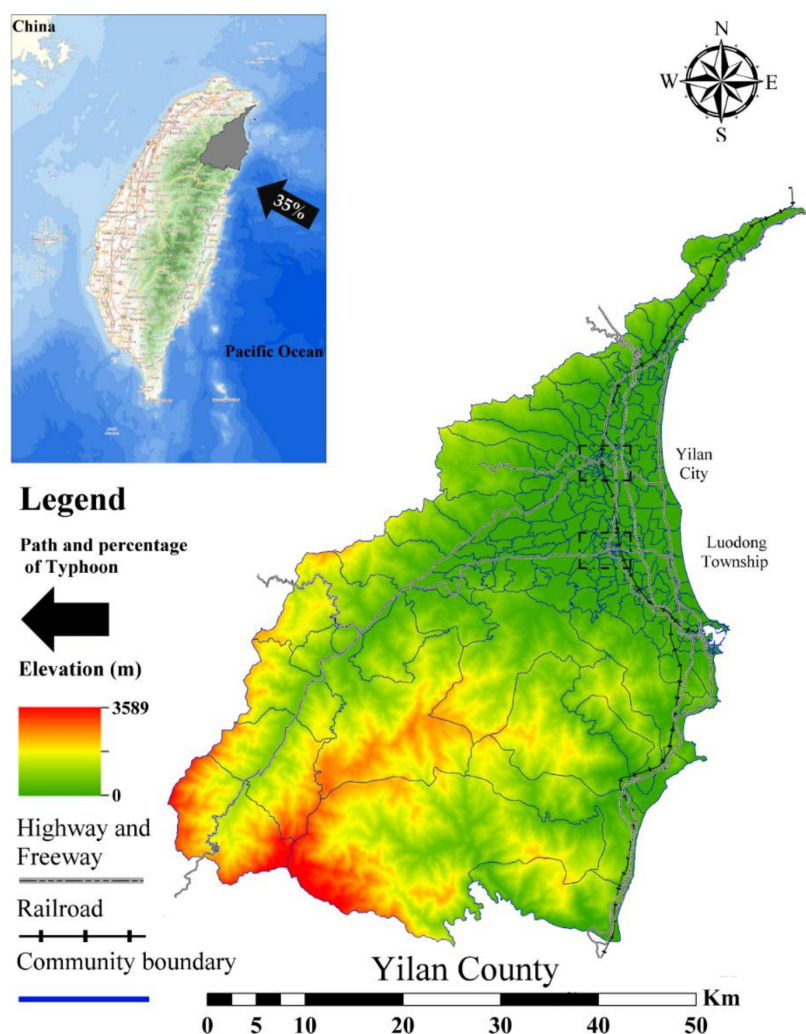 China
35%
Pacific Ocean
N
W
E
S
Yilan
City
Luodong
Township
Legend
Path and percentage
of Typhoon
Elevation (m)
3589
0
Highway and
Freeway
Railroad
Community boundary
Yilan County
0 5 10 20 30 40 50 Km